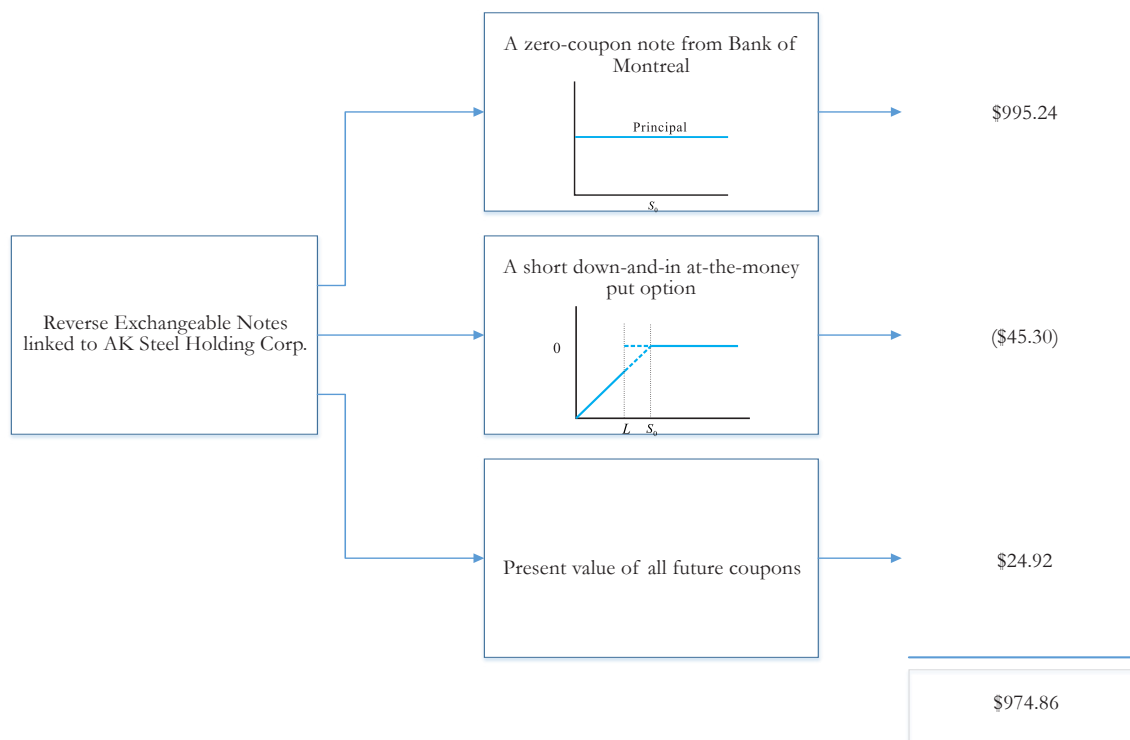 A zero-coupon note from Bank of
Montreal
Principal
S₀
$995.24
Reverse Exchangeable Notes
linked to AK Steel Holding Corp.
A short down-and-in at-the-money
put option
0
L S₀
($45.30)
Present value of all future coupons
$24.92
$974.86